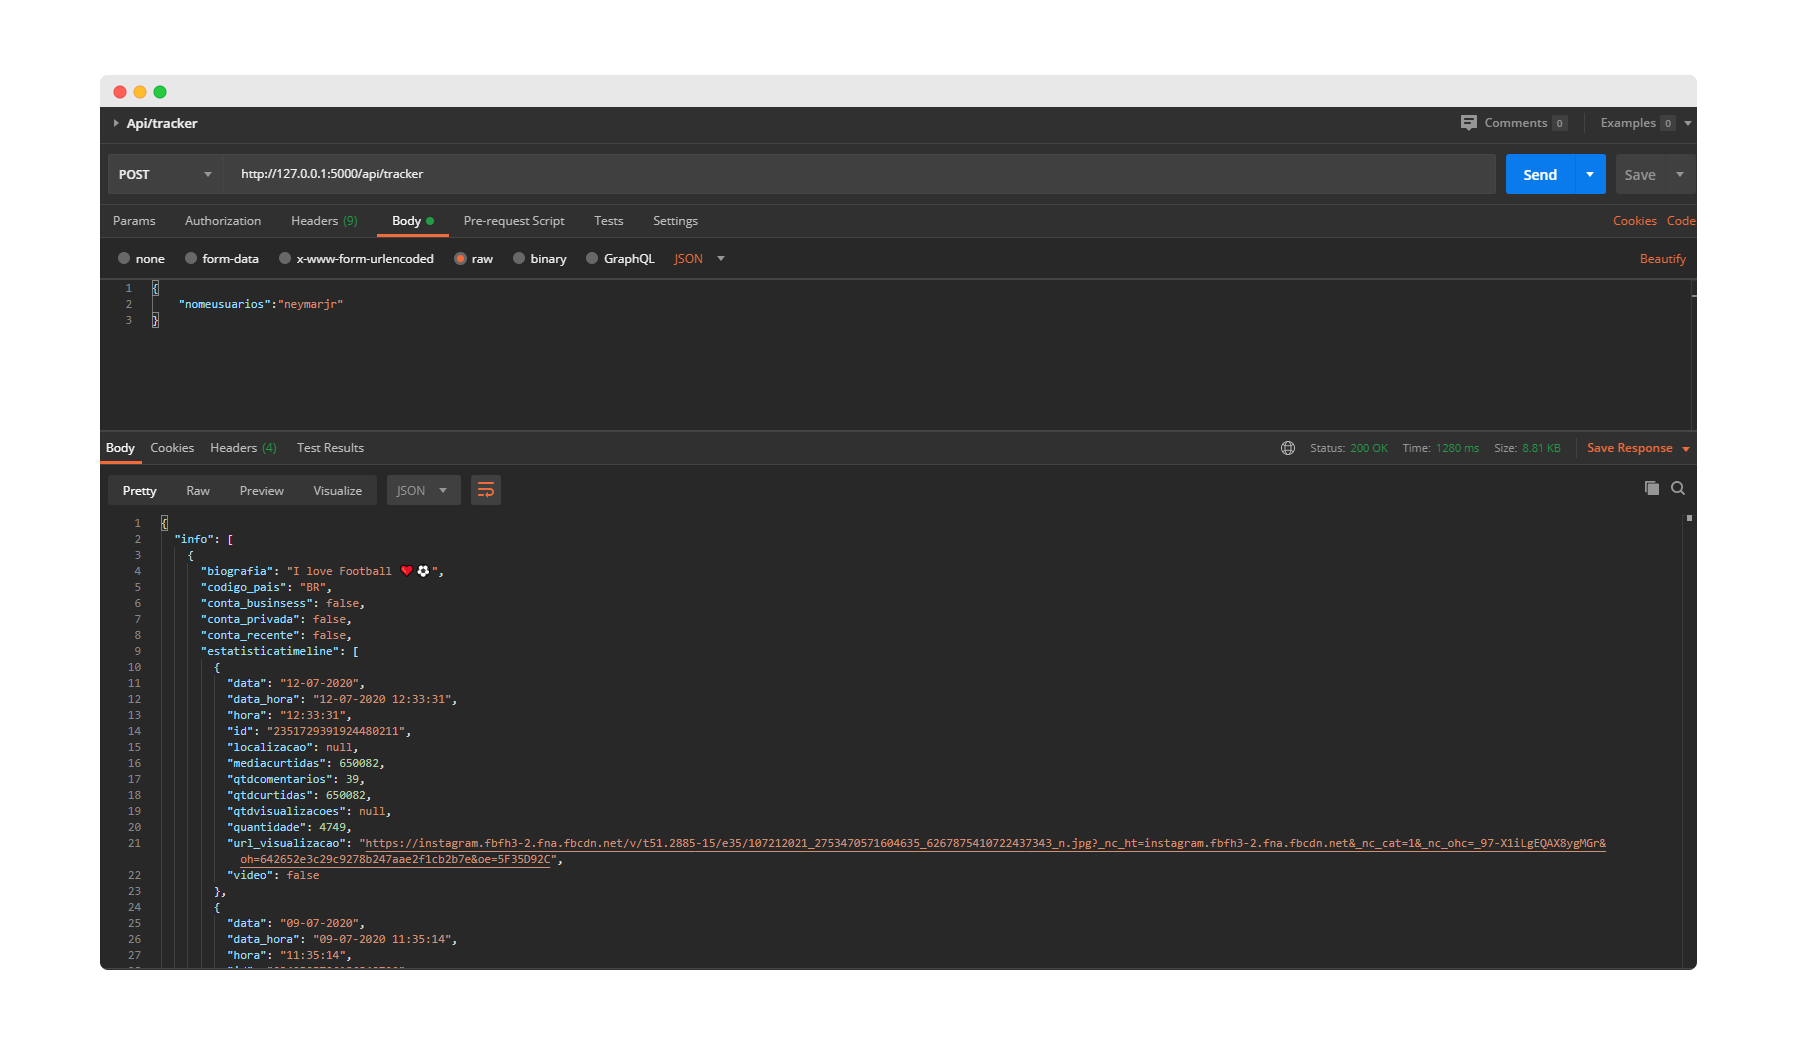 Api/tracker
Comments 0 Examples 0
POST http://127.0.0.1:5000/api/tracker Send Save
Params Authorization Headers (9) Body Pre-request Script Tests Settings Cookies Code
none form-data x-www-form-urlencoded raw binary GraphQL JSON Beautify
1 {
2 "nomeusuarios":"neymarjr"
3 }
Body Cookies Headers (4) Test Results Status: 200 OK Time: 1280 ms Size: 8.81 KB Save Response
Pretty Raw Preview Visualize JSON
1 {
2 "info": [
3 {
4 "biografia": "I love Football ❤️⚽",
5 "codigo_pais": "BR",
6 "conta_businsess": false,
7 "conta_privada": false,
8 "conta_recente": false,
9 "estatisticatimeline": [
10 {
11 "data": "12-07-2020",
12 "data_hora": "12-07-2020 12:33:31",
13 "hora": "12:33:31",
14 "id": "2351729391924480211",
15 "localizacao": null,
16 "mediacurtidas": 650082,
17 "qtdcomentarios": 39,
18 "qtdcurtidas": 650082,
19 "qtdvisualizacoes": null,
20 "quantidade": 4749,
21 "url_visualizacao": "https://instagram.fbfh3-2.fna.fbcdn.net/v/t51.2885-15/e35/107212021_2753470571604635_6267875410722437343_n.jpg?_nc_ht=instagram.fbfh3-2.fna.fbcdn.net&_nc_cat=1&_nc_ohc=_97-X1iLgEQAX8ygMGr&
oh=642652e3c29c9278b247aae2f1cb2b7e&oe=5F35D92C",
22 "video": false
23 },
24 {
25 "data": "09-07-2020",
26 "data_hora": "09-07-2020 11:35:14",
27 "hora": "11:35:14",